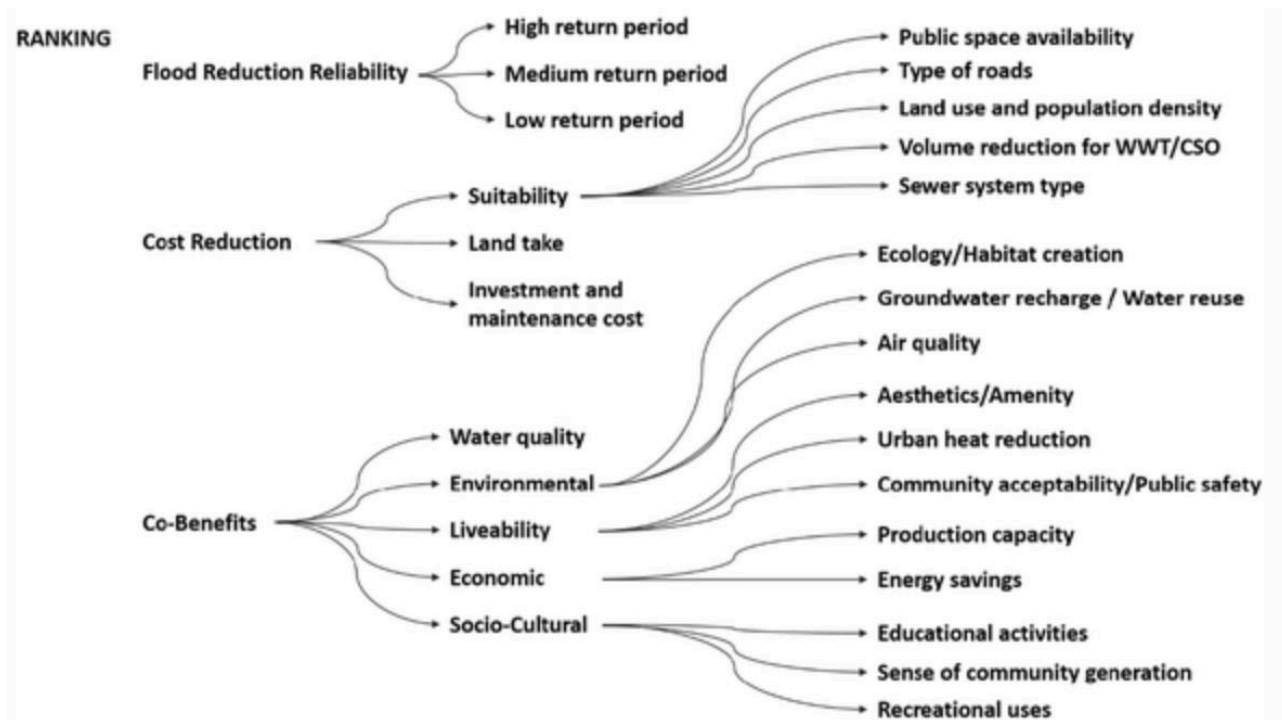 RANKING
Flood Reduction Reliability
High return period
Medium return period
Low return period
Cost Reduction
Suitability
Land take
Investment and
maintenance cost
Public space availability
Type of roads
Land use and population density
Volume reduction for WWT/CSO
Sewer system type
Co-Benefits
Water quality
Environmental
Liveability
Economic
Socio-Cultural
Ecology/Habitat creation
Groundwater recharge / Water reuse
Air quality
Aesthetics/Amenity
Urban heat reduction
Community acceptability/Public safety
Production capacity
Energy savings
Educational activities
Sense of community generation
Recreational uses